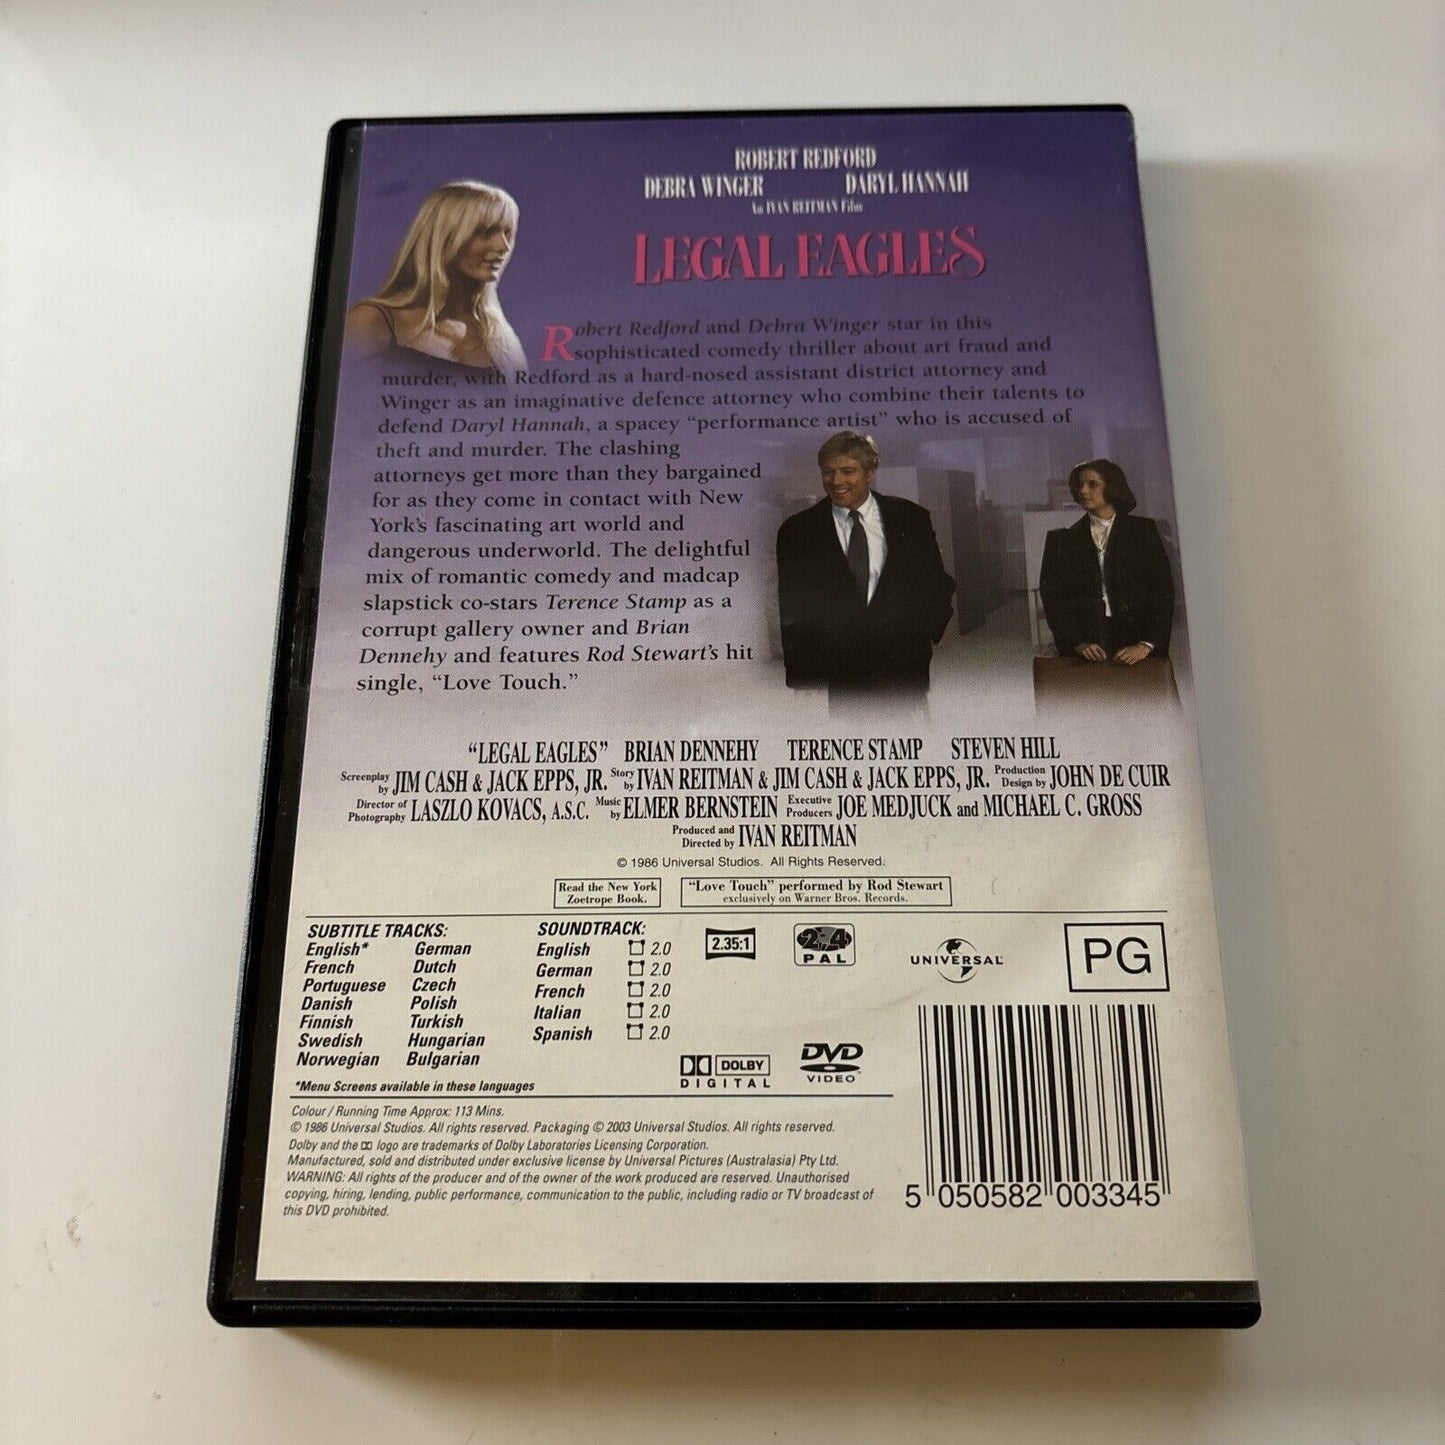 ROBERT REDFORD
DEBRA WINGER DARYL HANNAH
An IVAN REITMAN Film
LEGAL EAGLES
Robert Redford and Debra Winger star in this
sophisticated comedy thriller about art fraud and
murder, with Redford as a hard-nosed assistant district attorney and
Winger as an imaginative defence attorney who combine their talents to
defend Daryl Hannah, a spacey “performance artist” who is accused of
theft and murder. The clashing
attorneys get more than they bargained
for as they come in contact with New
York's fascinating art world and
dangerous underworld. The delightful
mix of romantic comedy and madcap
slapstick co-stars Terence Stamp as a
corrupt gallery owner and Brian
Dennehy and features Rod Stewart's hit
single, “Love Touch.”
“LEGAL EAGLES” BRIAN DENNEHY TERENCE STAMP STEVEN HILL
Screenplay by JIM CASH & JACK EPPS, JR. Story by IVAN REITMAN & JIM CASH & JACK EPPS, JR. Production Design by JOHN DE CUIR
Director of Photography LASZLO KOVACS, A.S.C. Music by ELMER BERNSTEIN Executive Producers JOE MEDJUCK and MICHAEL C. GROSS
Produced and Directed by IVAN REITMAN
© 1986 Universal Studios. All Rights Reserved.
Read the New York
Zoetrope Book.
“Love Touch” performed by Rod Stewart
exclusively on Warner Bros. Records.
SUBTITLE TRACKS:
English* German
French Dutch
Portuguese Czech
Danish Polish
Finnish Turkish
Swedish Hungarian
Norwegian Bulgarian
*Menu Screens available in these languages
SOUNDTRACK:
English 2.0
German 2.0
French 2.0
Italian 2.0
Spanish 2.0
2.35:1
2 4
PAL
UNIVERSAL
PG
DOLBY
DIGITAL
DVD
VIDEO
Colour / Running Time Approx: 113 Mins.
© 1986 Universal Studios. All rights reserved. Packaging © 2003 Universal Studios. All rights reserved.
Dolby and the logo are trademarks of Dolby Laboratories Licensing Corporation.
Manufactured, sold and distributed under exclusive license by Universal Pictures (Australasia) Pty Ltd.
WARNING: All rights of the producer and of the owner of the work produced are reserved. Unauthorised
copying, hiring, lending, public performance, communication to the public, including radio or TV broadcast of
this DVD prohibited.
5 050582 003345